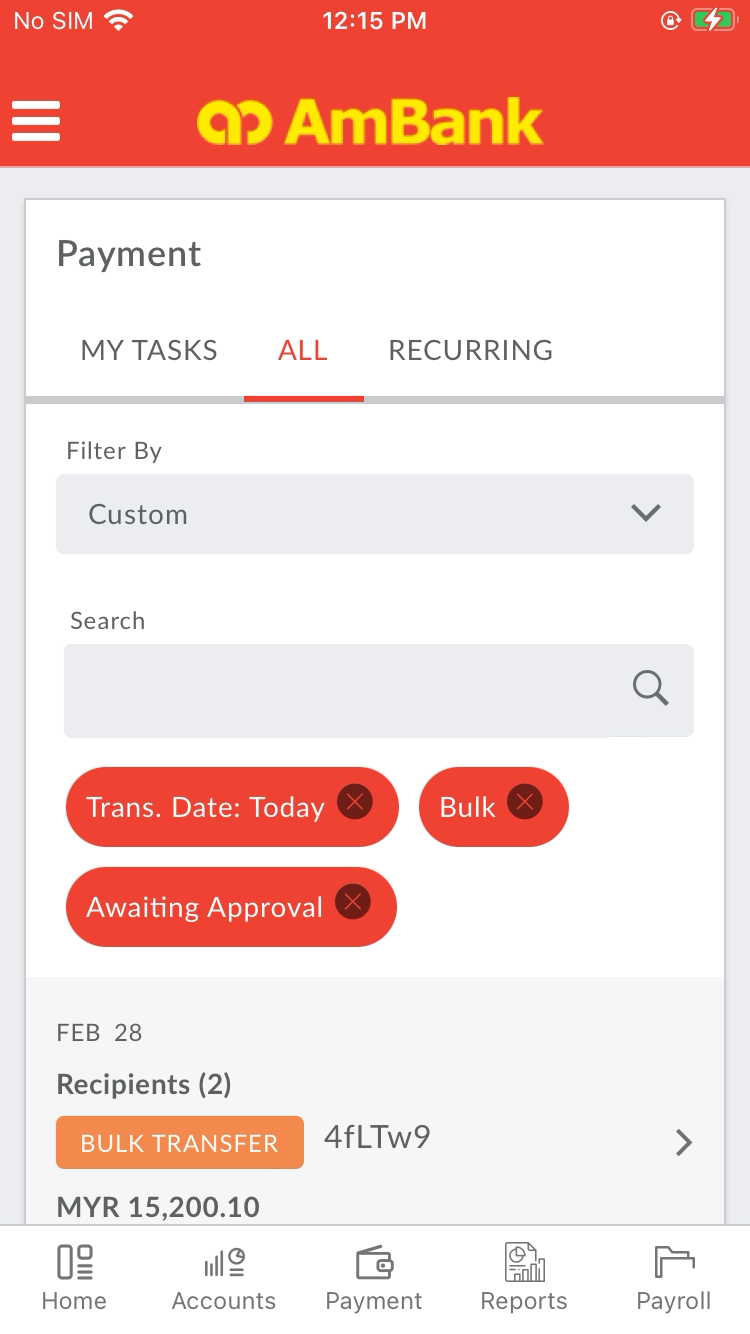 No SIM 12:15 PM
AmBank
Payment
MY TASKS ALL RECURRING
Filter By
Custom
Search
Trans. Date: Today Bulk
Awaiting Approval
FEB 28
Recipients (2)
BULK TRANSFER 4fLTw9
MYR 15,200.10
Home Accounts Payment Reports Payroll